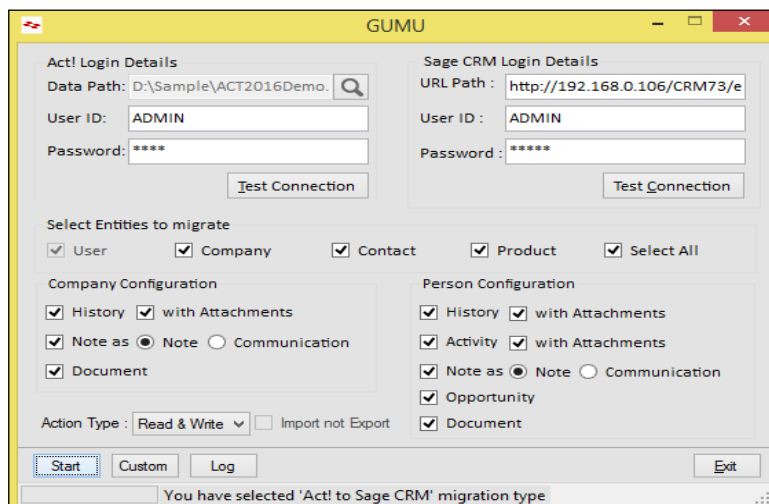 GUMU
Act! Login Details
Data Path: D:\Sample\ACT2016Demo.
User ID: ADMIN
Password: ****
Test Connection
Sage CRM Login Details
URL Path : http://192.168.0.106/CRM73/e
User ID : ADMIN
Password : *****
Test Connection
Select Entities to migrate
User Company Contact Product Select All
Company Configuration
History with Attachments
Note as Note Communication
Document
Person Configuration
History with Attachments
Activity with Attachments
Note as Note Communication
Opportunity
Document
Action Type : Read & Write Import not Export
Start Custom Log Exit
You have selected 'Act! to Sage CRM' migration type